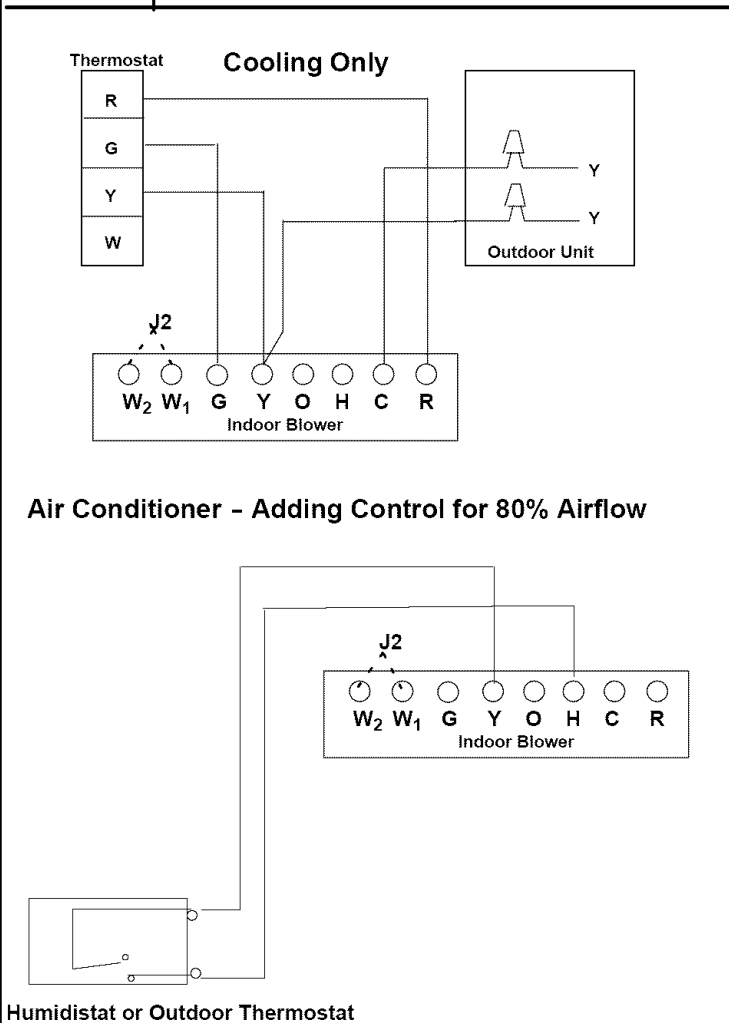 Thermostat
Cooling Only
R
G
Y
W
Y
Y
Outdoor Unit
J2
W2 W1 G Y O H C R
Indoor Blower
Air Conditioner - Adding Control for 80% Airflow
J2
W2 W1 G Y O H C R
Indoor Blower
Humidistat or Outdoor Thermostat